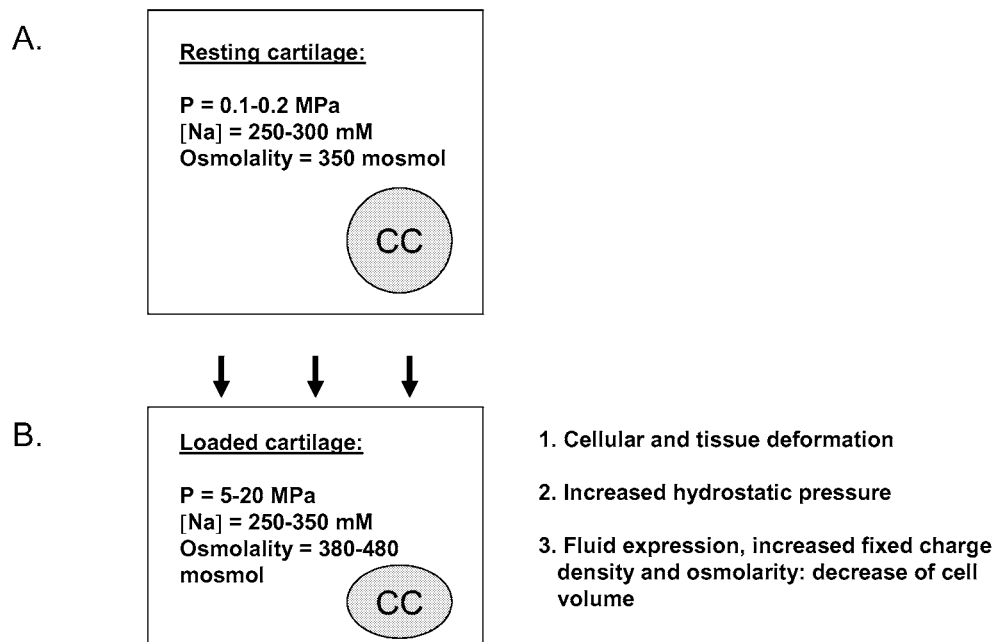 A.
Resting cartilage:
P = 0.1-0.2 MPa
[Na] = 250-300 mM
Osmolality = 350 mosmol
CC
B.
Loaded cartilage:
P = 5-20 MPa
[Na] = 250-350 mM
Osmolality = 380-480
mosmol
CC
1. Cellular and tissue deformation
2. Increased hydrostatic pressure
3. Fluid expression, increased fixed charge
density and osmolarity: decrease of cell
volume